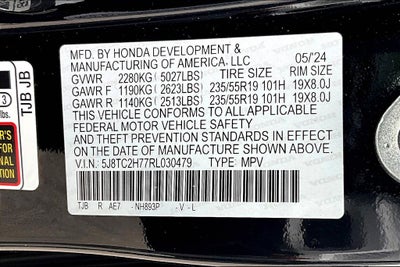 MFD. BY HONDA DEVELOPMENT &
MANUFACTURING OF AMERICA, LLC 05/'24
GVWR 2280KG (5027LBS) TIRE SIZE RIM SIZE
GAWR F 1190KG (2623LBS) 235/55R19 101H 19X8.0J
GAWR R 1140KG (2513LBS) 235/55R19 101H 19X8.0J
THIS VEHICLE CONFORMS TO ALL APPLICABLE
FEDERAL MOTOR VEHICLE SAFETY
AND THEFT PREVENTION STANDARDS IN EFFECT
ON THE DATE OF MANUFACTURE SHOWN ABOVE.
V.I.N. 5J8TC2H77RL030479 TYPE MPV
TJB R AE7 -NH893P -V-L
TJB JB
3